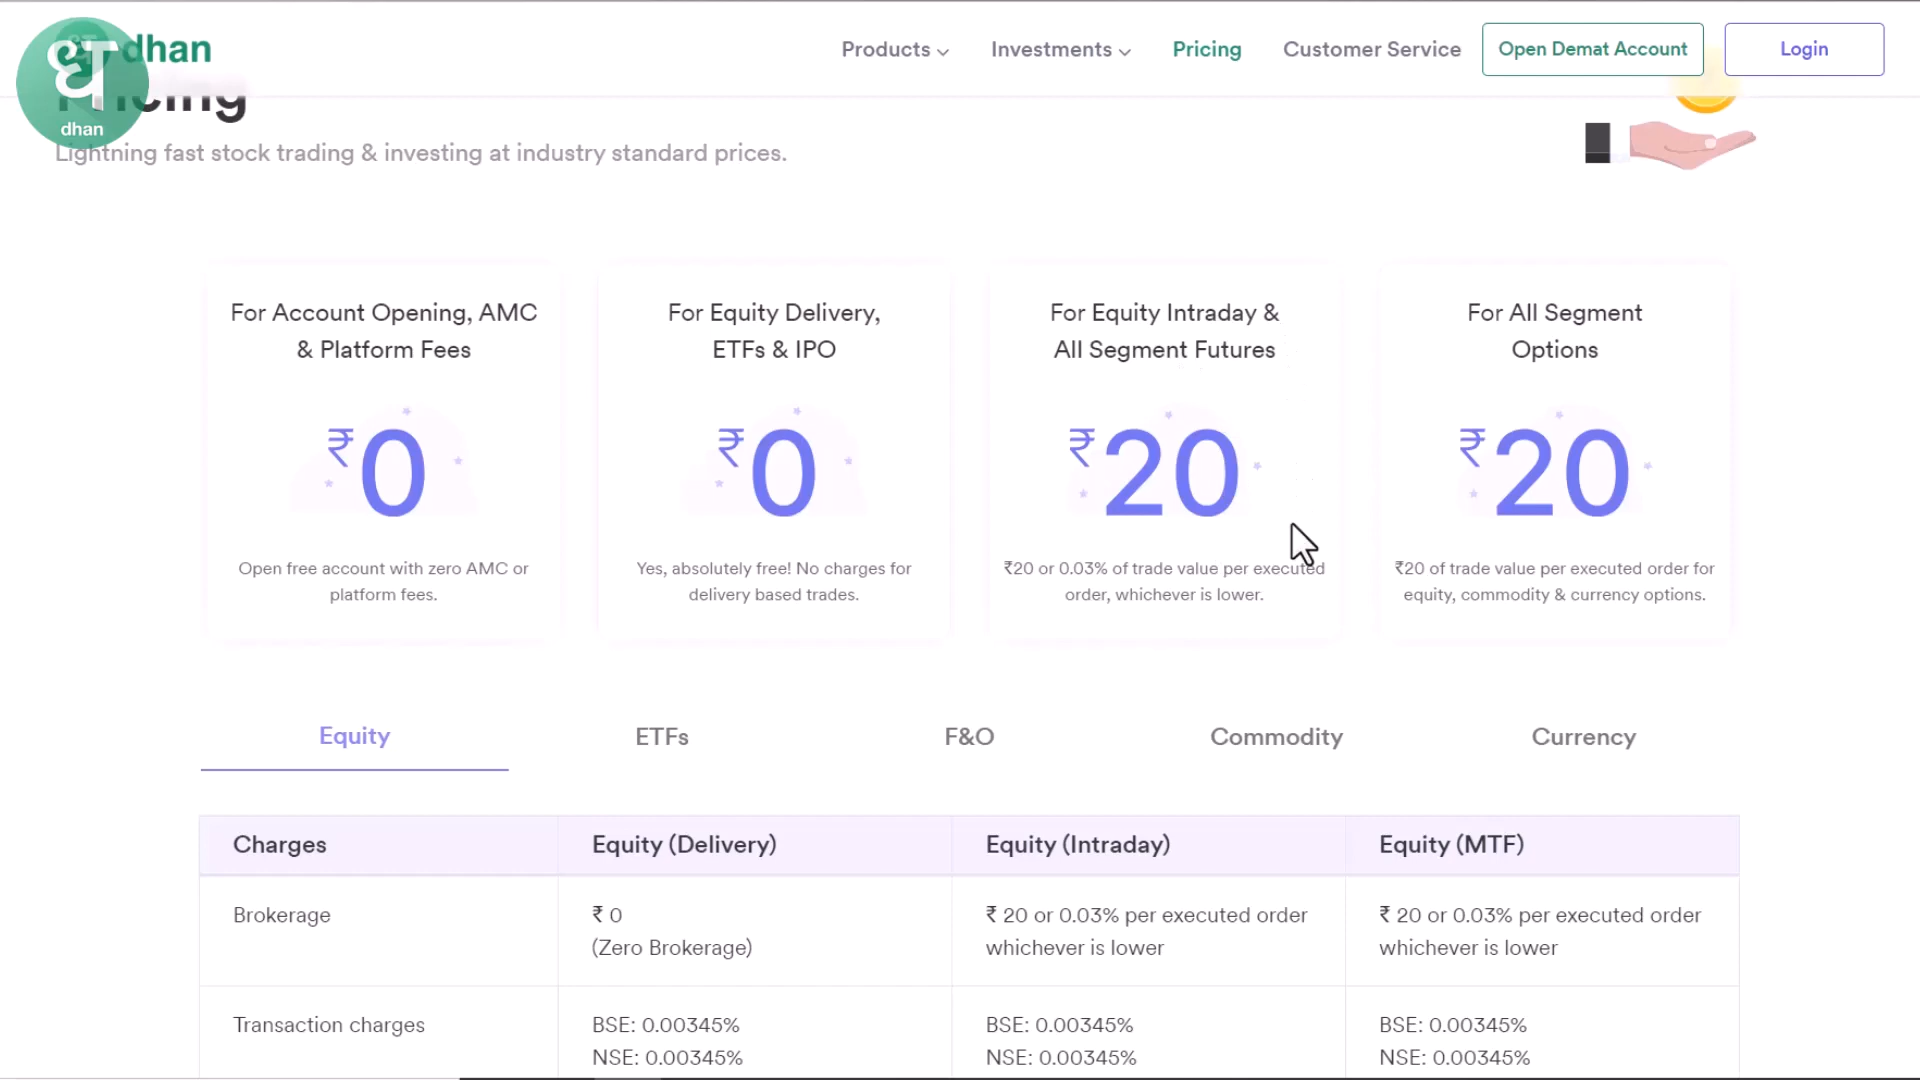 dhan
Products
Investments
Pricing
Customer Service
Open Demat Account
Login
ध
dhan
Pricing
Lightning fast stock trading & investing at industry standard prices.
For Account Opening, AMC
& Platform Fees
₹0
Open free account with zero AMC or
platform fees.
For Equity Delivery,
ETFs & IPO
₹0
Yes, absolutely free! No charges for
delivery based trades.
For Equity Intraday &
All Segment Futures
₹20
₹20 or 0.03% of trade value per executed
order, whichever is lower.
For All Segment
Options
₹20
₹20 of trade value per executed order for
equity, commodity & currency options.
Equity
ETFs
F&O
Commodity
Currency
Charges
Equity (Delivery)
Equity (Intraday)
Equity (MTF)
Brokerage
₹ 0
(Zero Brokerage)
₹ 20 or 0.03% per executed order
whichever is lower
₹ 20 or 0.03% per executed order
whichever is lower
Transaction charges
BSE: 0.00345%
NSE: 0.00345%
BSE: 0.00345%
NSE: 0.00345%
BSE: 0.00345%
NSE: 0.00345%